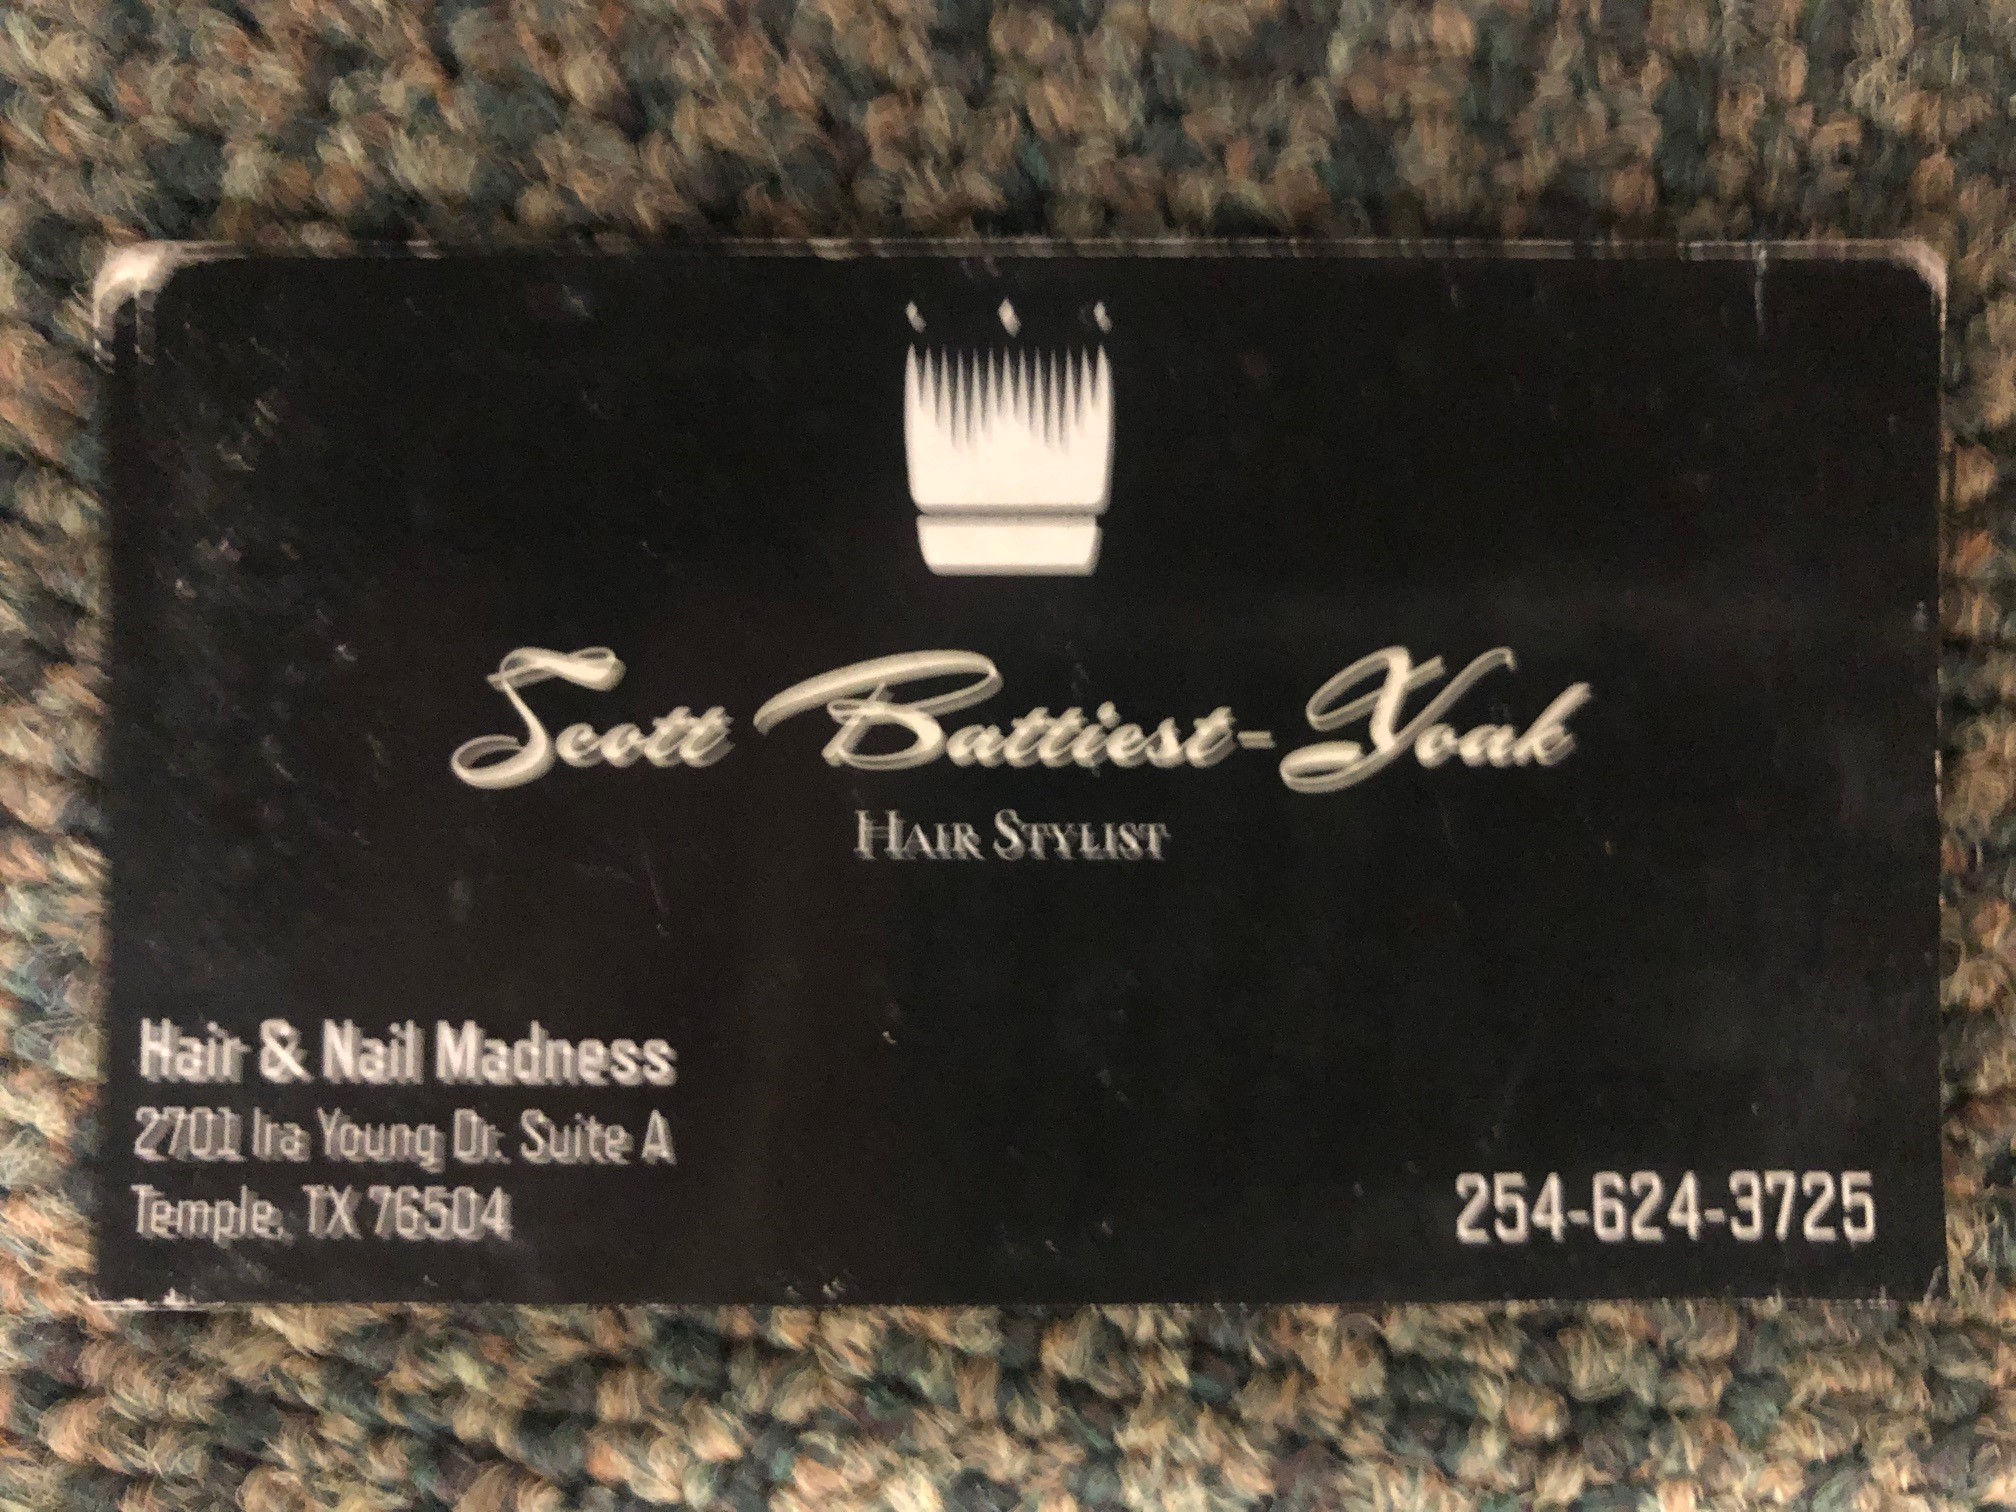 Scott Battiest-Yoak
Hair Stylist
Hair & Nail Madness
2701 Ira Young Dr. Suite A
Temple, TX 76504
254-624-3725